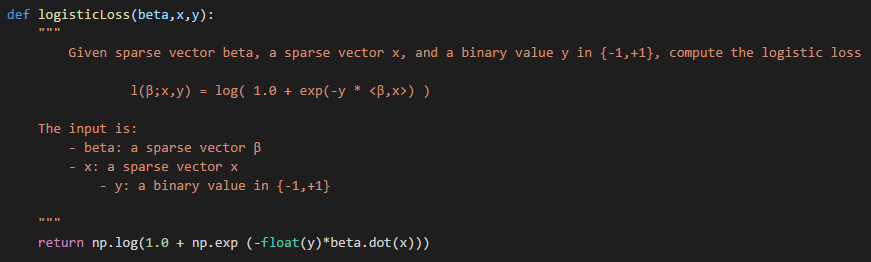 def logisticLoss(beta,x,y):
    """
        Given sparse vector beta, a sparse vector x, and a binary value y in {-1,+1}, compute the logistic loss
                l(β;x,y) = log( 1.0 + exp(-y * <β,x>) )
    The input is:
        - beta: a sparse vector β
        - x: a sparse vector x
            - y: a binary value in {-1,+1}
    """
    return np.log(1.0 + np.exp (-float(y)*beta.dot(x)))